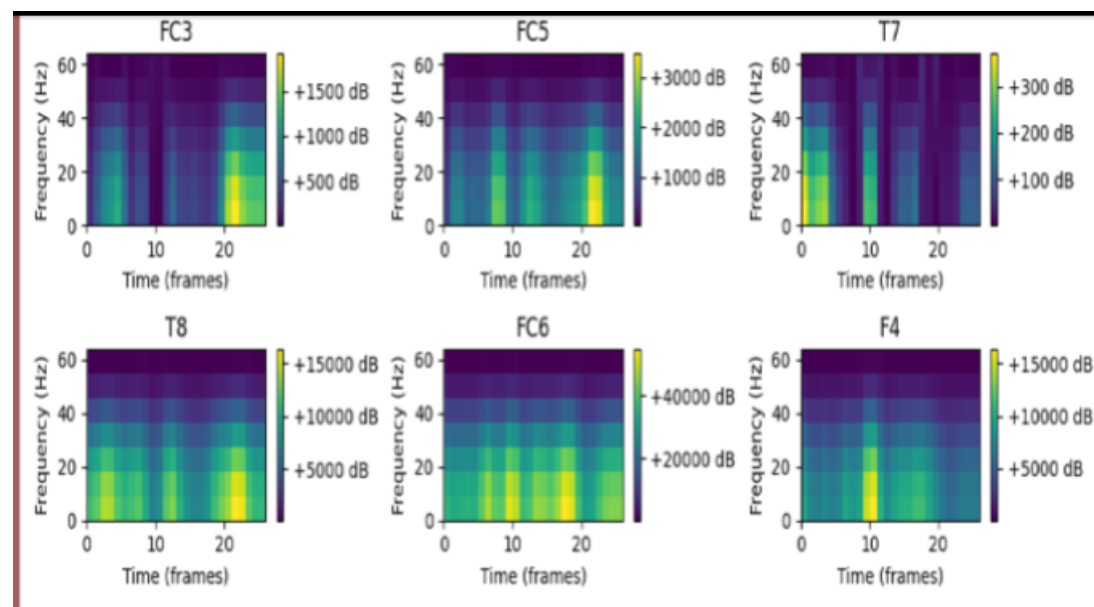 FC3
60
40
20
0
Frequency (Hz)
0 10 20
Time (frames)
+1500 dB
+1000 dB
+500 dB
FC5
60
40
20
0
Frequency (Hz)
0 10 20
Time (frames)
+3000 dB
+2000 dB
+1000 dB
T7
60
40
20
0
Frequency (Hz)
0 10 20
Time (frames)
+300 dB
+200 dB
+100 dB
T8
60
40
20
0
Frequency (Hz)
0 10 20
Time (frames)
+15000 dB
+10000 dB
+5000 dB
FC6
60
40
20
0
Frequency (Hz)
0 10 20
Time (frames)
+40000 dB
+20000 dB
F4
60
40
20
0
Frequency (Hz)
0 10 20
Time (frames)
+15000 dB
+10000 dB
+5000 dB